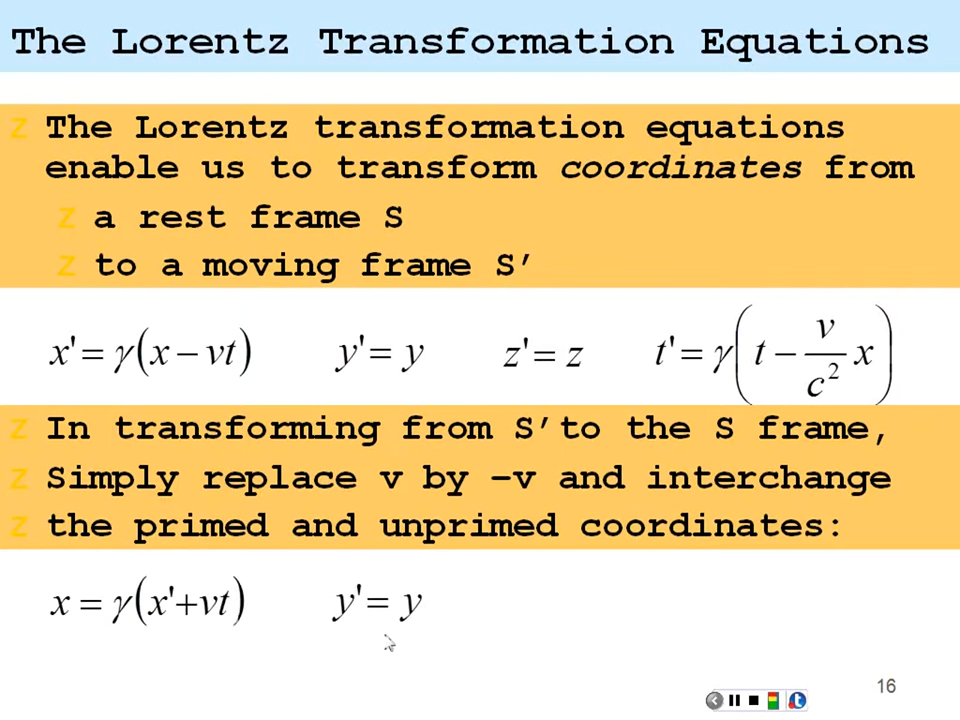 The Lorentz Transformation Equations
Z The Lorentz transformation equations
enable us to transform coordinates from
Z a rest frame S
Z to a moving frame S’
x' = γ(x − vt) y' = y z' = z t' = γ(t − v/c² x)
Z In transforming from S’to the S frame,
Z Simply replace v by –v and interchange
Z the primed and unprimed coordinates:
x = γ(x'+vt) y' = y
16